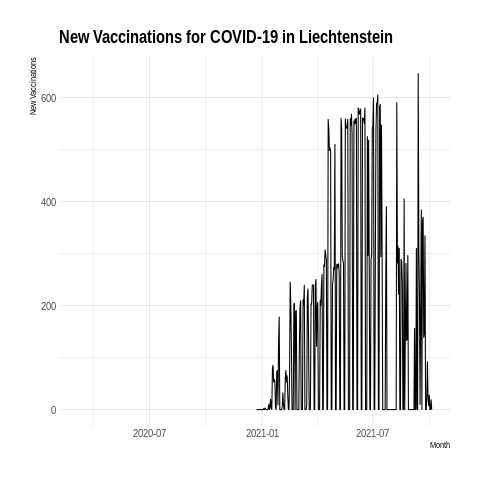 New Vaccinations for COVID-19 in Liechtenstein
New Vaccinations
600
400
200
0
2020-07
2021-01
2021-07
Month